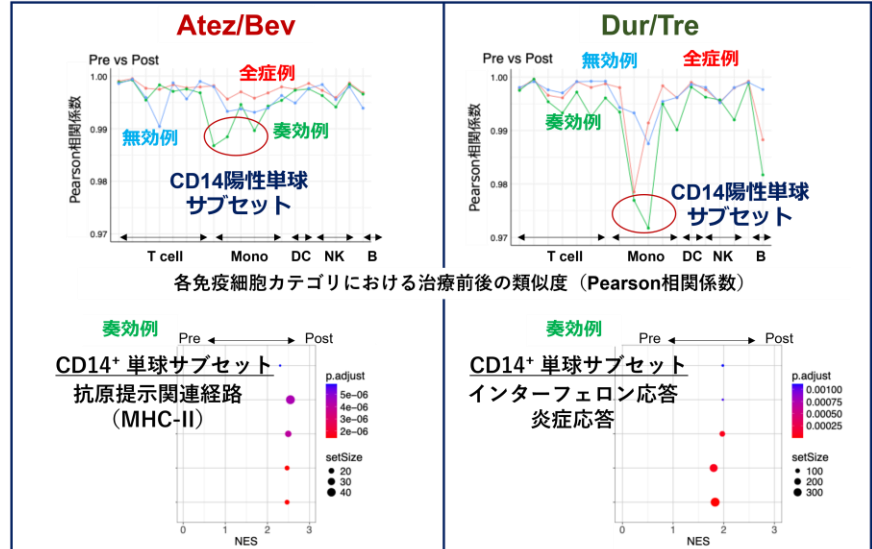 Atez/Bev
Pre vs Post
1.00
0.99
0.98
0.97
Pearson相関係数
全症例
無効例
奏効例
CD14陽性単球
サブセット
T cell
Mono
DC
NK
B
Dur/Tre
Pre vs Post
1.00
0.99
0.98
0.97
Pearson相関係数
無効例
全症例
奏効例
CD14陽性単球
サブセット
T cell
Mono
DC
NK
B
各免疫細胞カテゴリにおける治療前後の類似度（Pearson相関係数）
奏効例
Pre
Post
CD14⁺ 単球サブセット
抗原提示関連経路
（MHC-II）
p.adjust
5e-06
4e-06
3e-06
2e-06
setSize
20
30
40
0
1
2
3
NES
奏効例
Pre
Post
CD14⁺ 単球サブセット
インターフェロン応答
炎症応答
p.adjust
0.00100
0.00075
0.00050
0.00025
setSize
100
200
300
0
1
2
3
NES